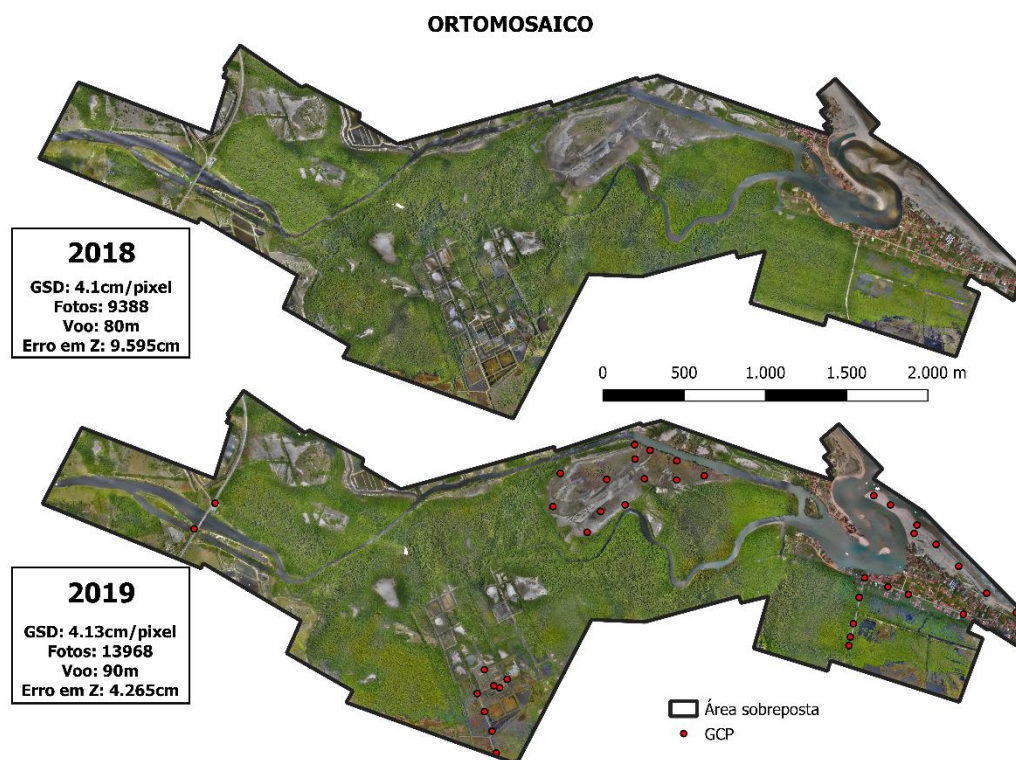 ORTOMOSAICO
2018
GSD: 4.1cm/pixel
Fotos: 9388
Voo: 80m
Erro em Z: 9.595cm
0 500 1.000 1.500 2.000 m
2019
GSD: 4.13cm/pixel
Fotos: 13968
Voo: 90m
Erro em Z: 4.265cm
Área sobreposta
GCP